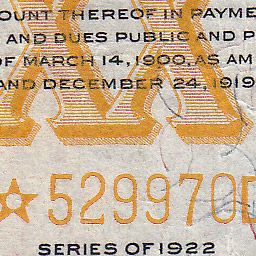 OUNT THEREOF IN PAYME
AND DUES PUBLIC AND P
OF MARCH 14, 1900, AS AM
AND DECEMBER 24, 1919
XX
☆529970D
SERIES OF 1922